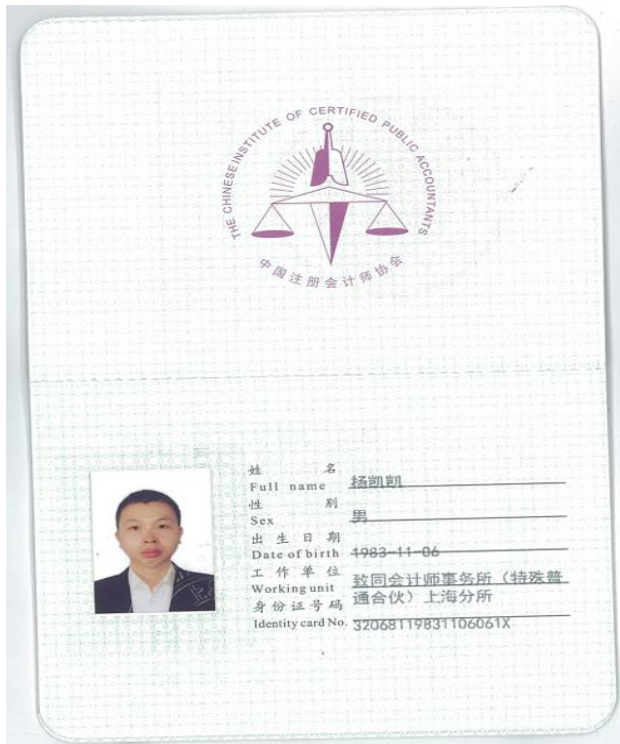 THE CHINESE INSTITUTE OF CERTIFIED PUBLIC ACCOUNTANTS
中国注册会计师协会
姓 名
Full name 杨凯凯
性 别
Sex 男
出 生 日 期
Date of birth 1983-11-06
工 作 单 位
Working unit 致同会计师事务所（特殊普
通合伙）上海分所
身 份 证 号 码
Identity card No. 32068119831106061X